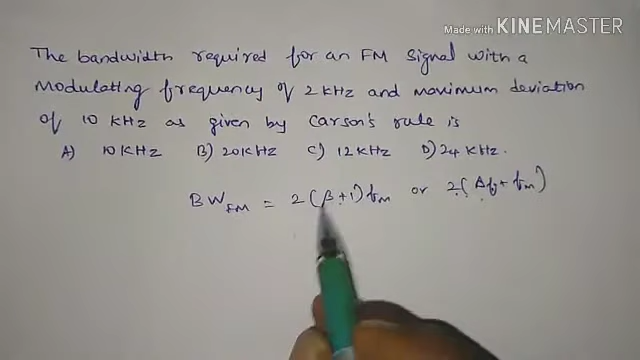 Made with KINEMASTER
The bandwidth required for an FM signal with a
modulating frequency of 2 KHz and maximum deviation
of 10 KHz as given by Carson's rule is
A) 10 KHz B) 20 KHz C) 12 KHz D) 24 KHz.
BW_FM = 2(β+1)f_m or 2(Δf + f_m)